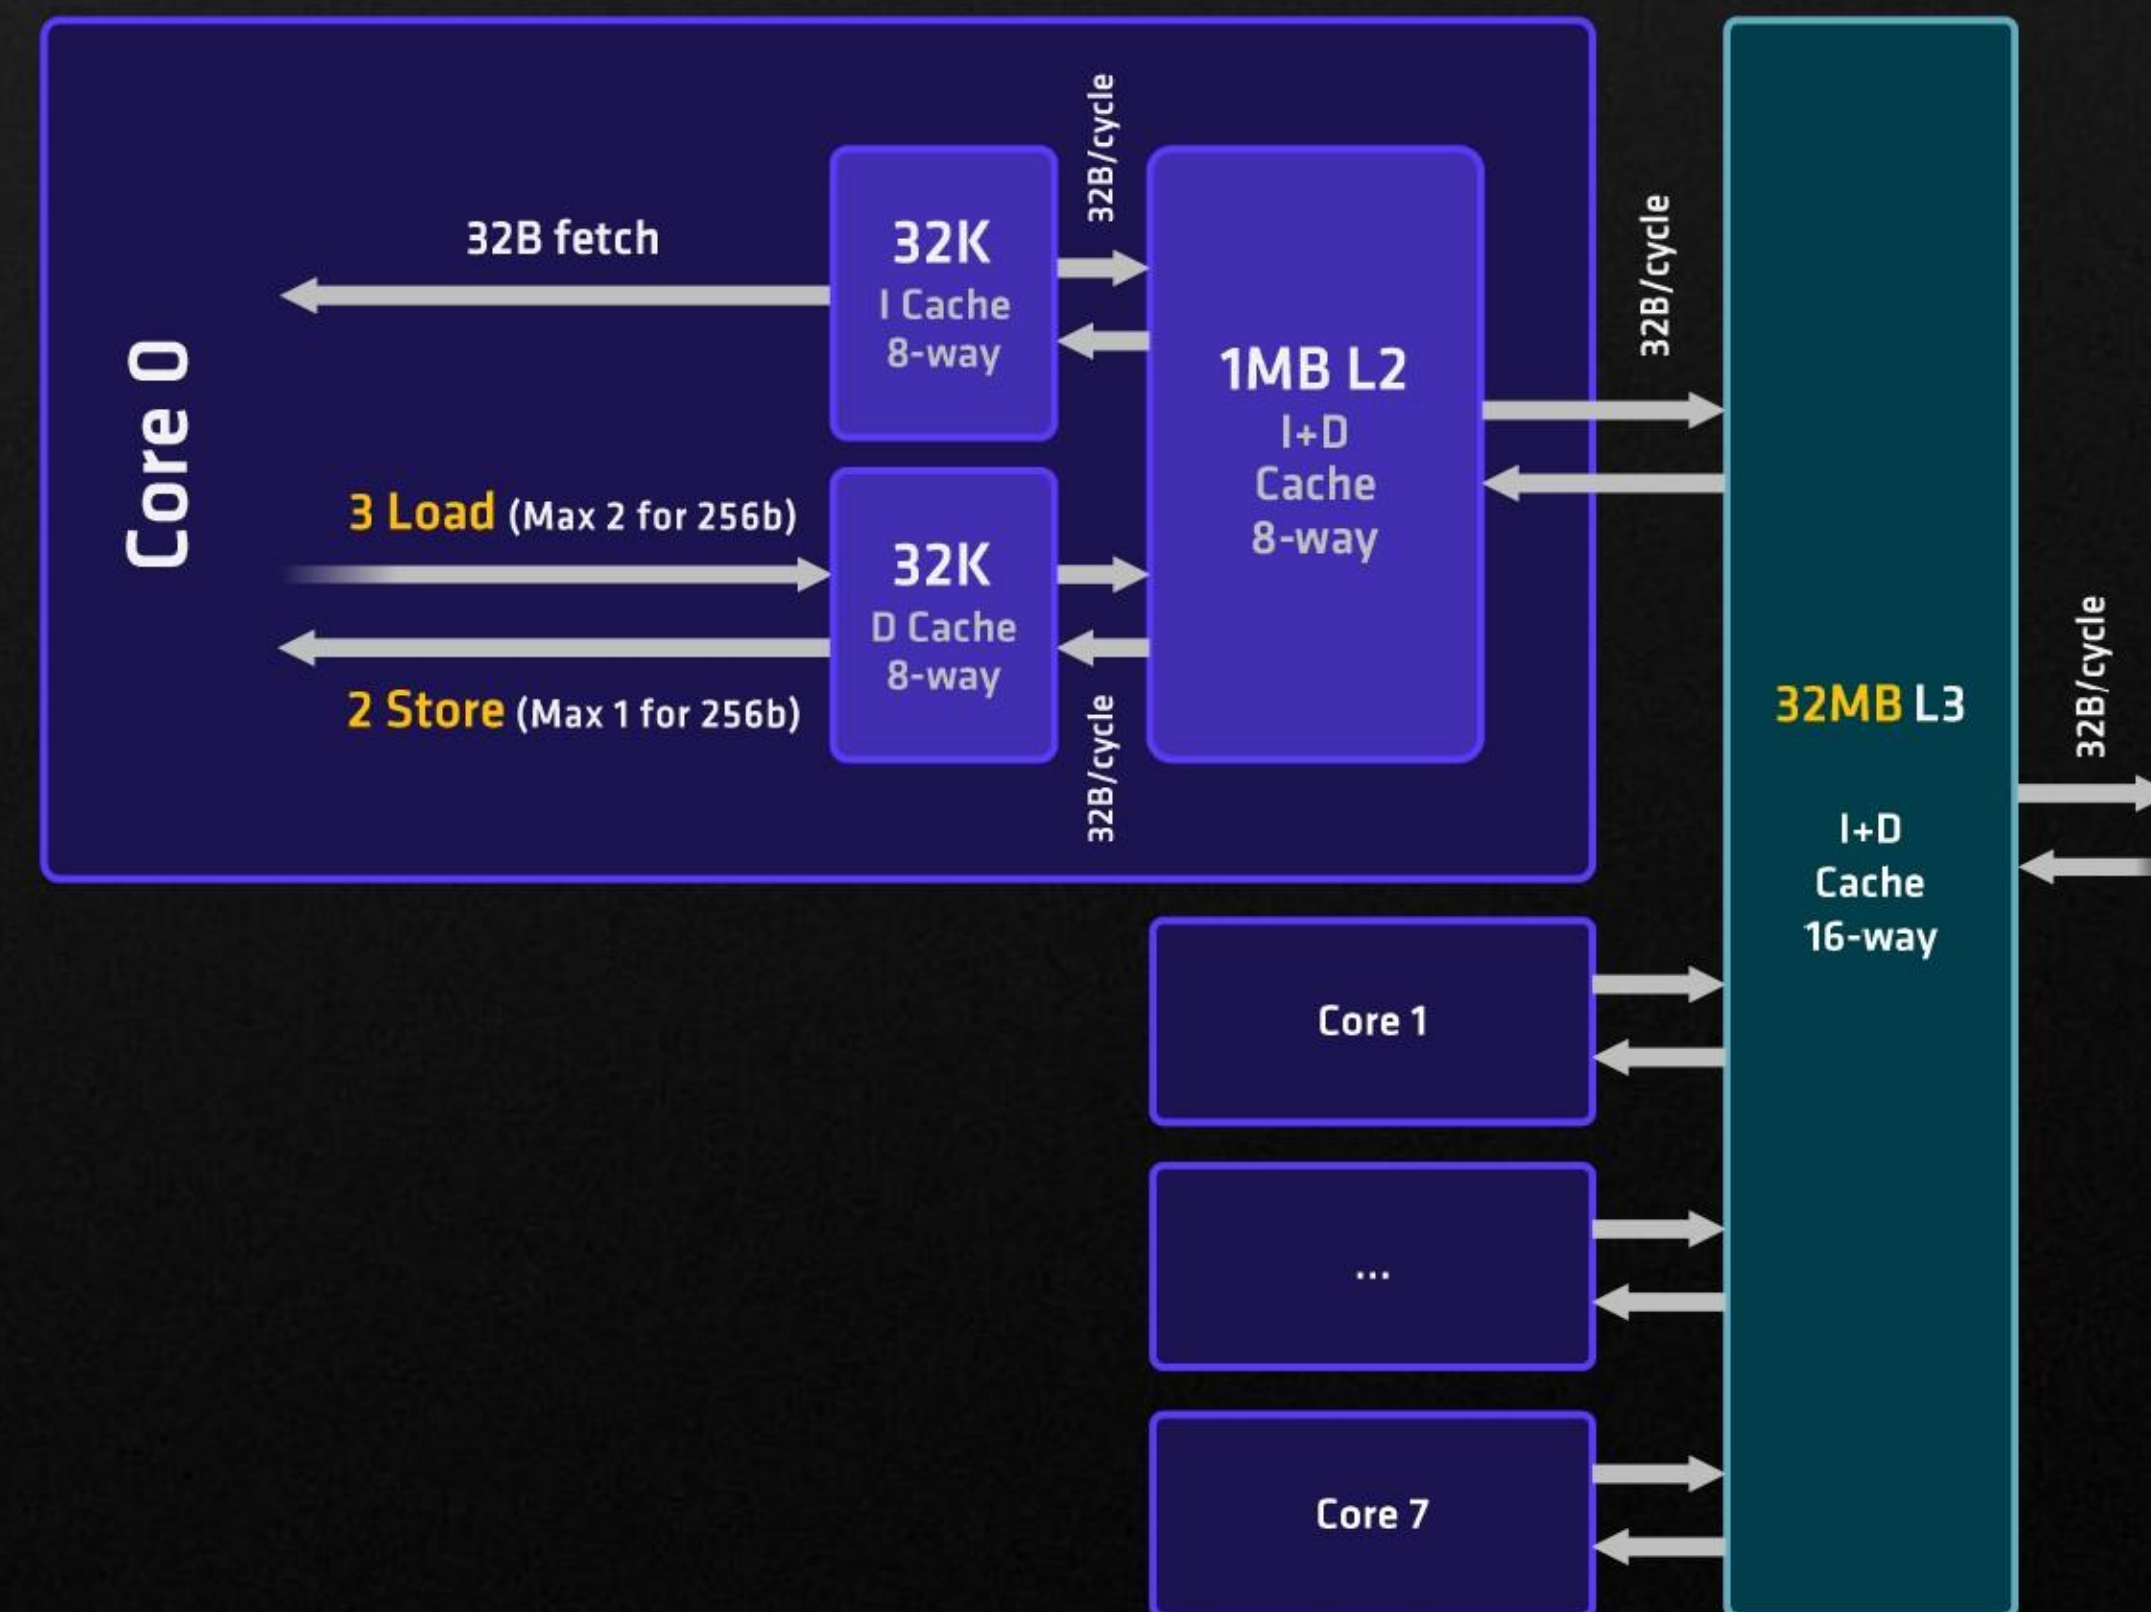 Core 0
32B fetch
32K
I Cache
8-way
32B/cycle
3 Load (Max 2 for 256b)
2 Store (Max 1 for 256b)
32K
D Cache
8-way
32B/cycle
1MB L2
I+D
Cache
8-way
32B/cycle
32MB L3
I+D
Cache
16-way
32B/cycle
Core 1
...
Core 7